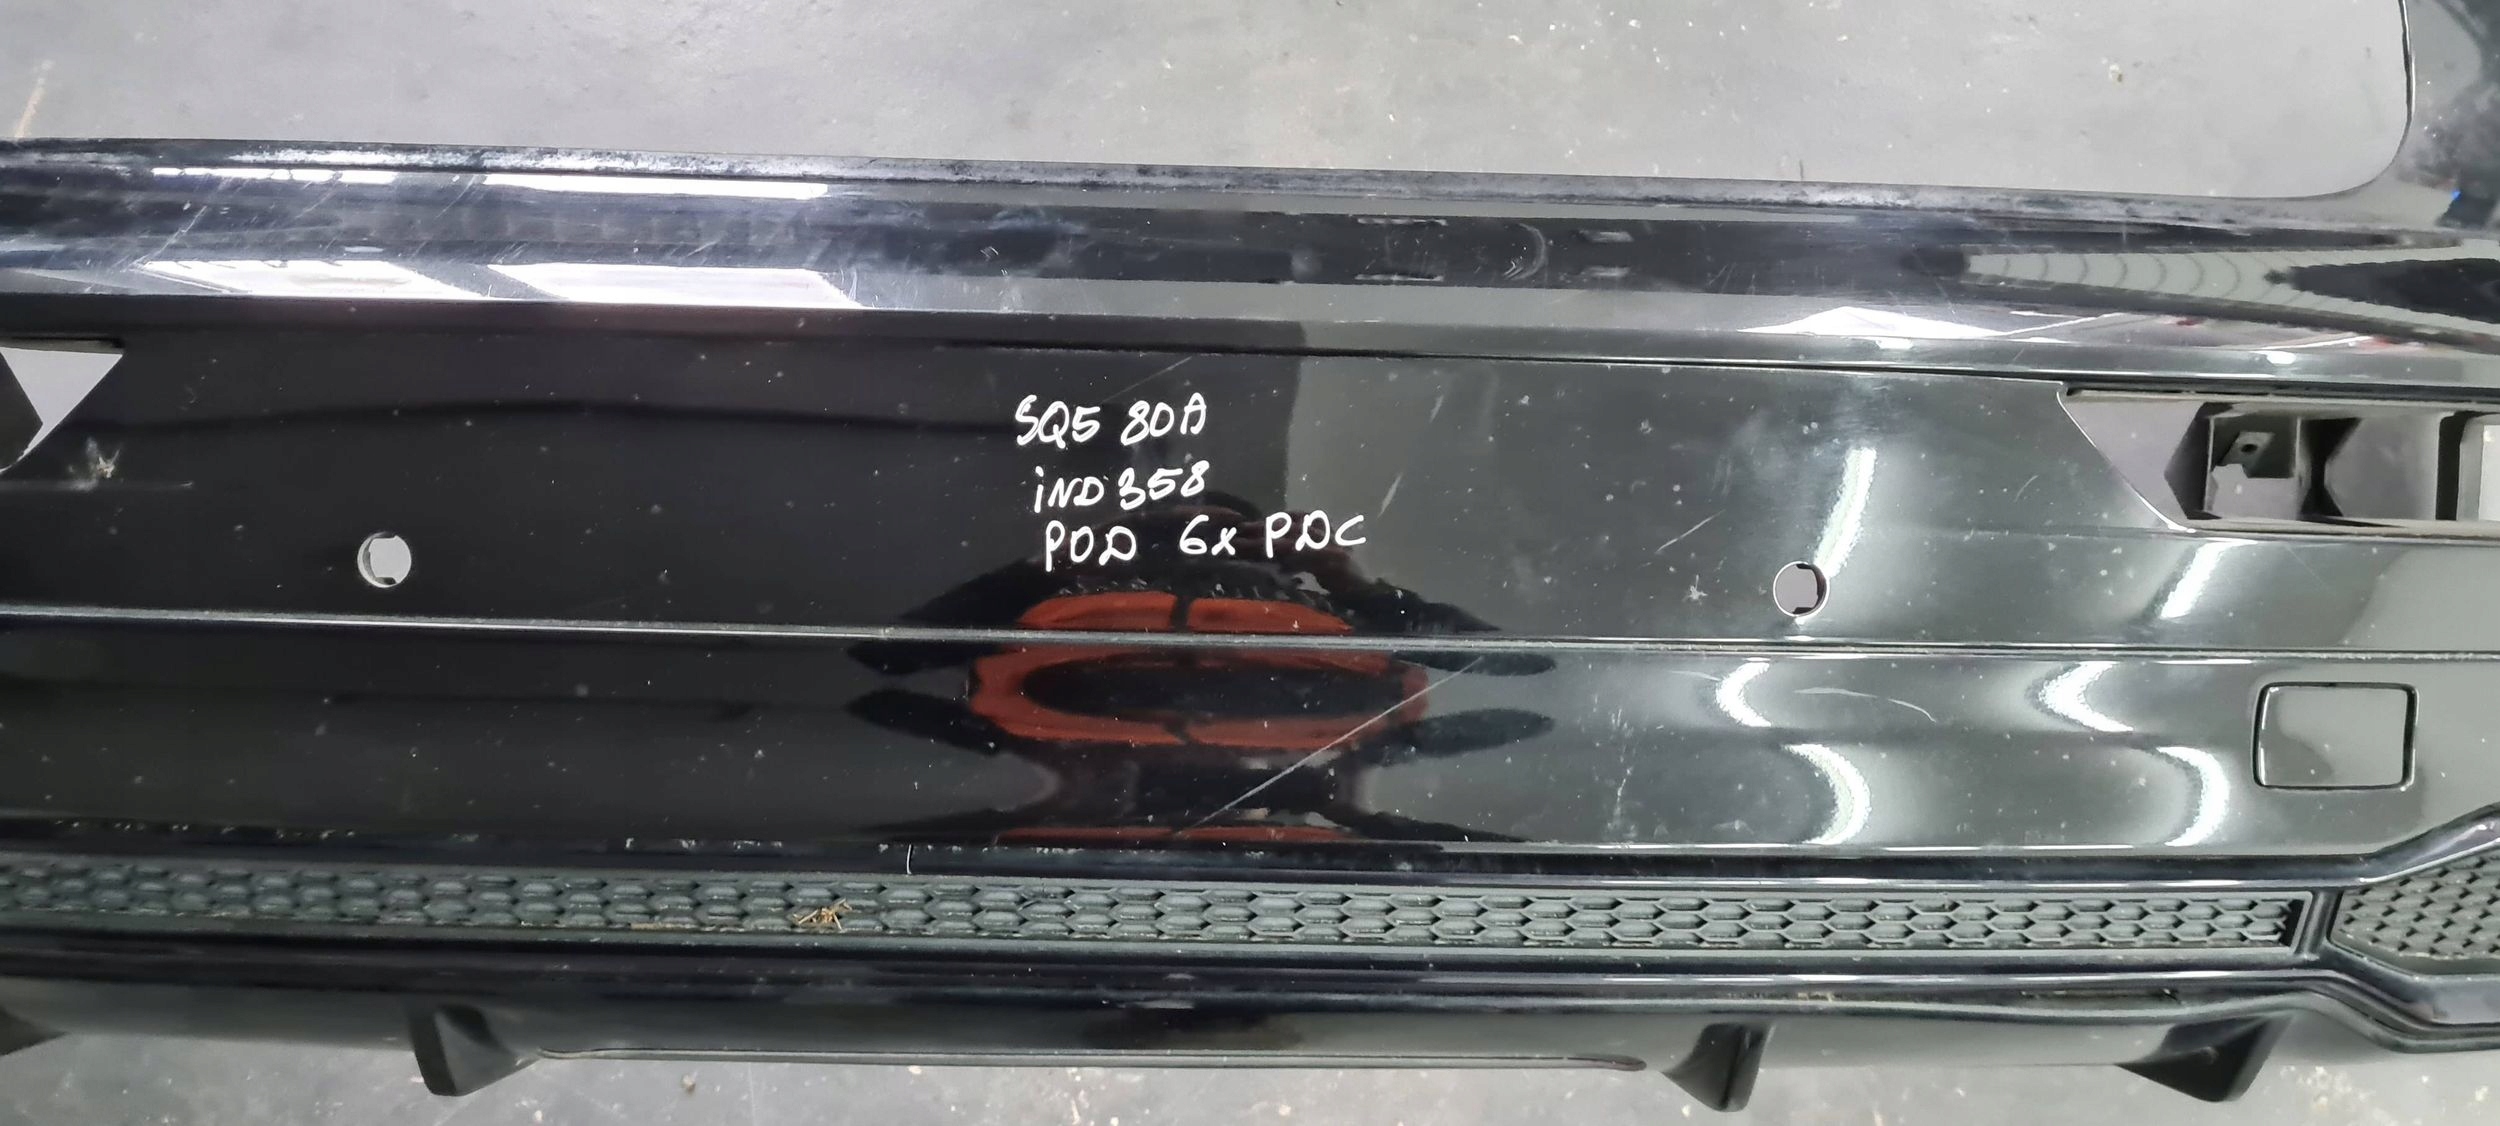 SQ5 80A
iND 358
POD 6x PDC